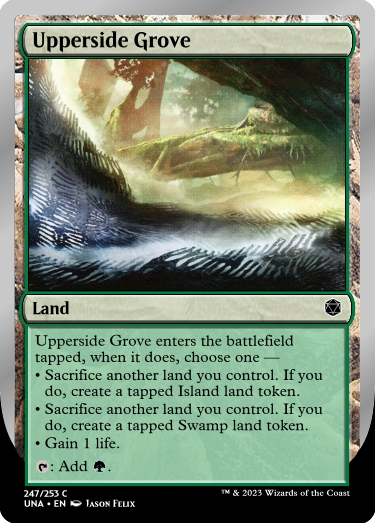 Upperside Grove
Land
Upperside Grove enters the battlefield
tapped, when it does, choose one —
• Sacrifice another land you control. If you
do, create a tapped Island land token.
• Sacrifice another land you control. If you
do, create a tapped Swamp land token.
• Gain 1 life.
: Add .
247/253 C
UNA • EN Jason Felix
™ & 2023 Wizards of the Coast